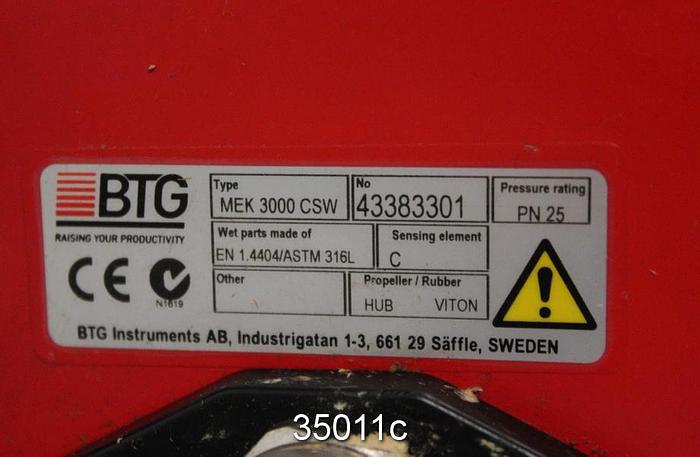 BTG
RAISING YOUR PRODUCTIVITY
CE
N1619
Type
MEK 3000 CSW
No
43383301
Pressure rating
PN 25
Wet parts made of
EN 1.4404/ASTM 316L
Sensing element
C
Other
Propeller / Rubber
HUB VITON
!
BTG Instruments AB, Industrigatan 1-3, 661 29 Säffle, SWEDEN
35011c